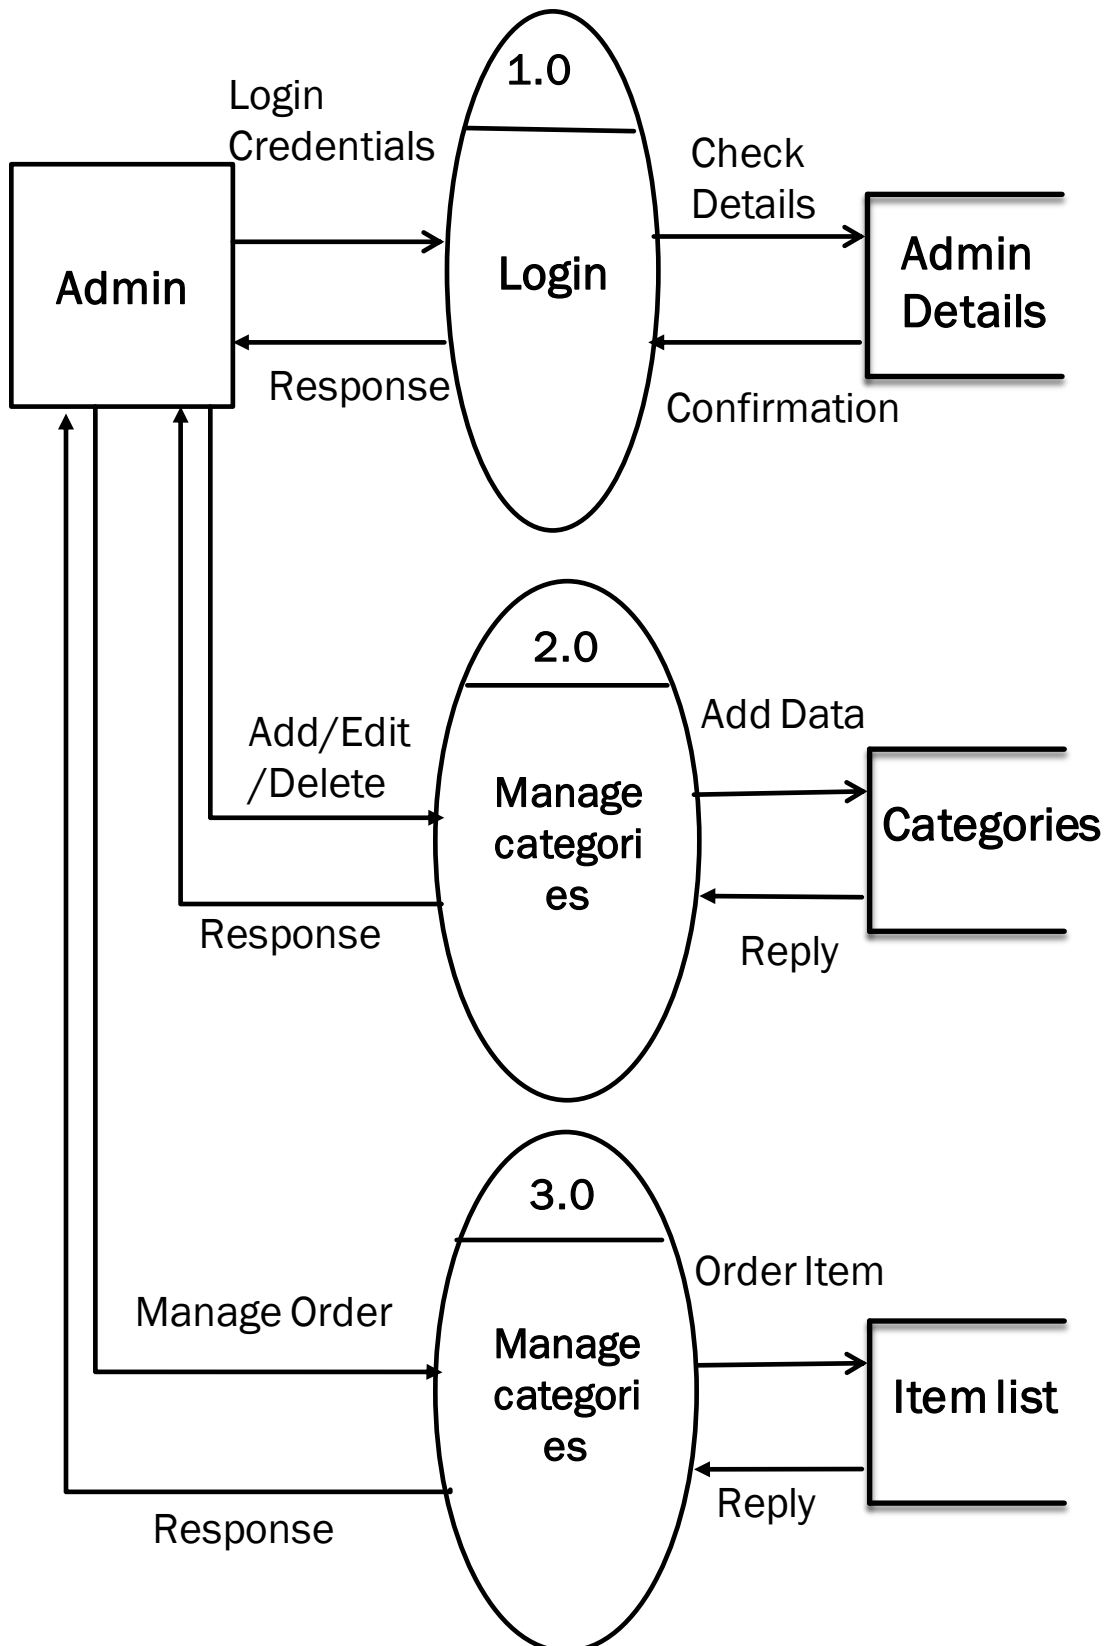 1.0
Login
Credentials
Check
Details
Admin
Login
Admin
Details
Response
Confirmation
2.0
Add Data
Add/Edit
/Delete
Manage
categori
es
Categories
Response
Reply
3.0
Order Item
Manage Order
Manage
categori
es
Item list
Reply
Response